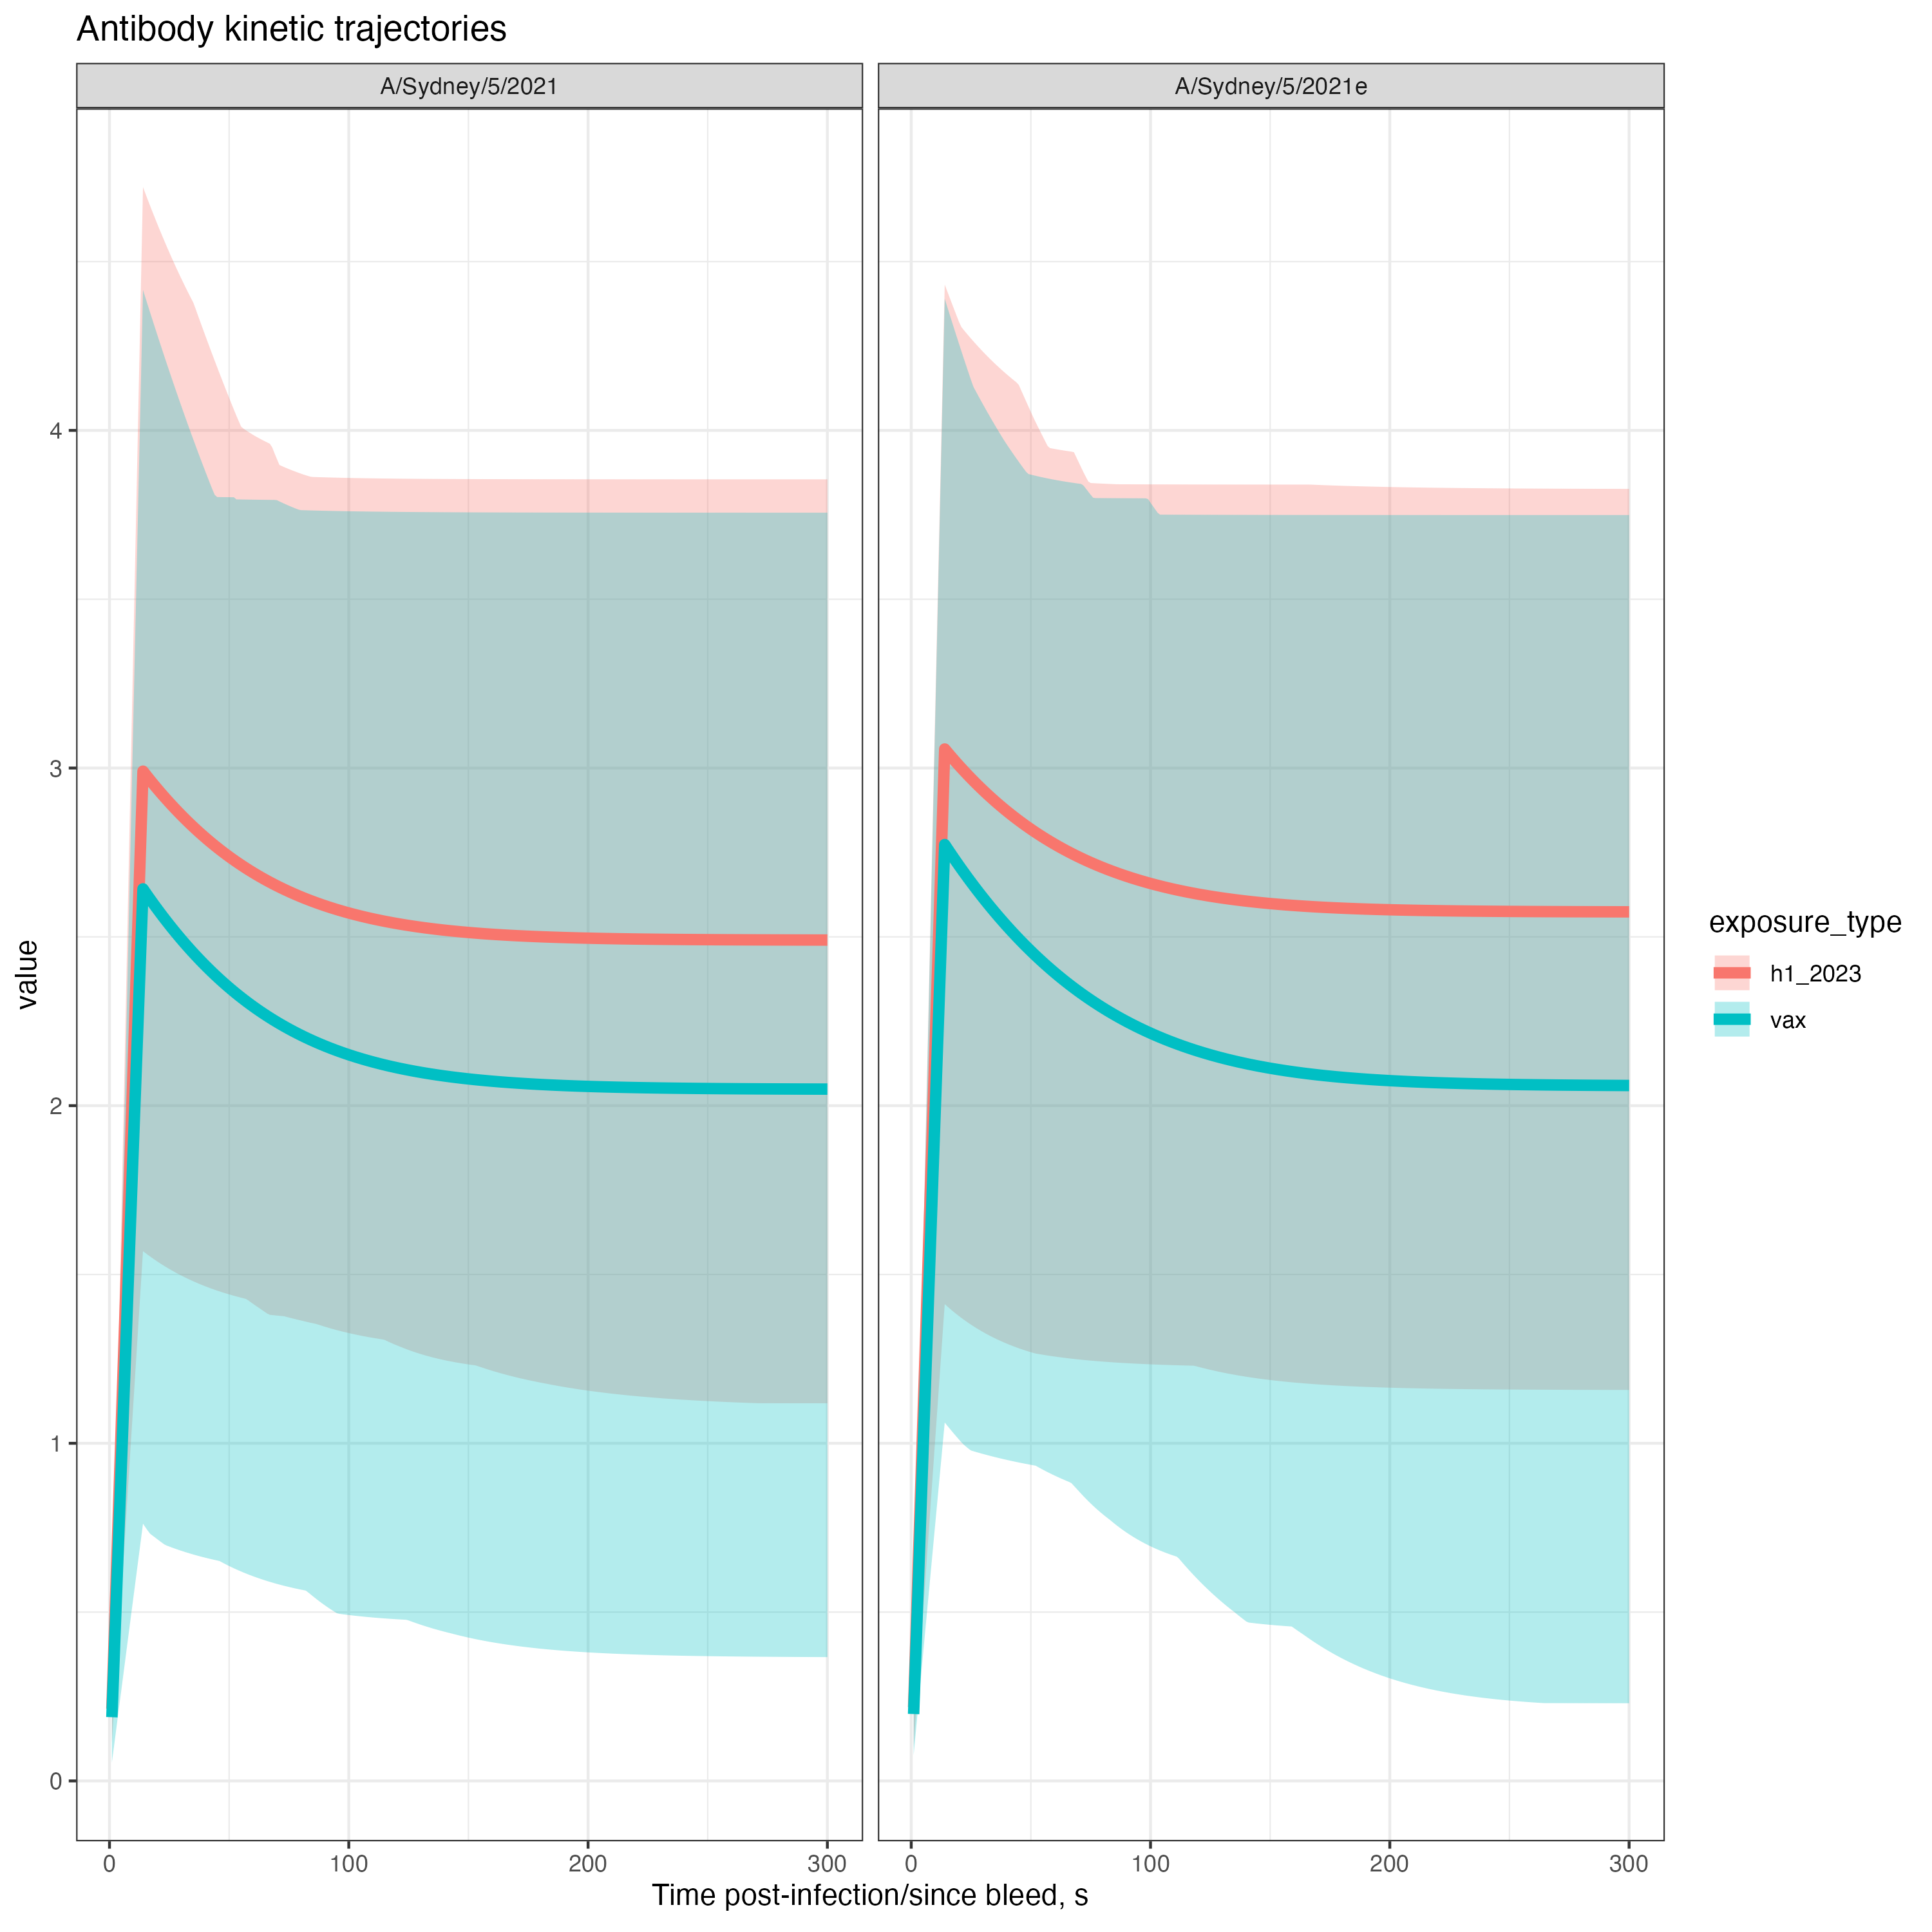 Antibody kinetic trajectories
A/Sydney/5/2021
A/Sydney/5/2021e
value
4
3
2
1
0
0
100
200
300
0
100
200
300
Time post-infection/since bleed, s
exposure_type
h1_2023
vax